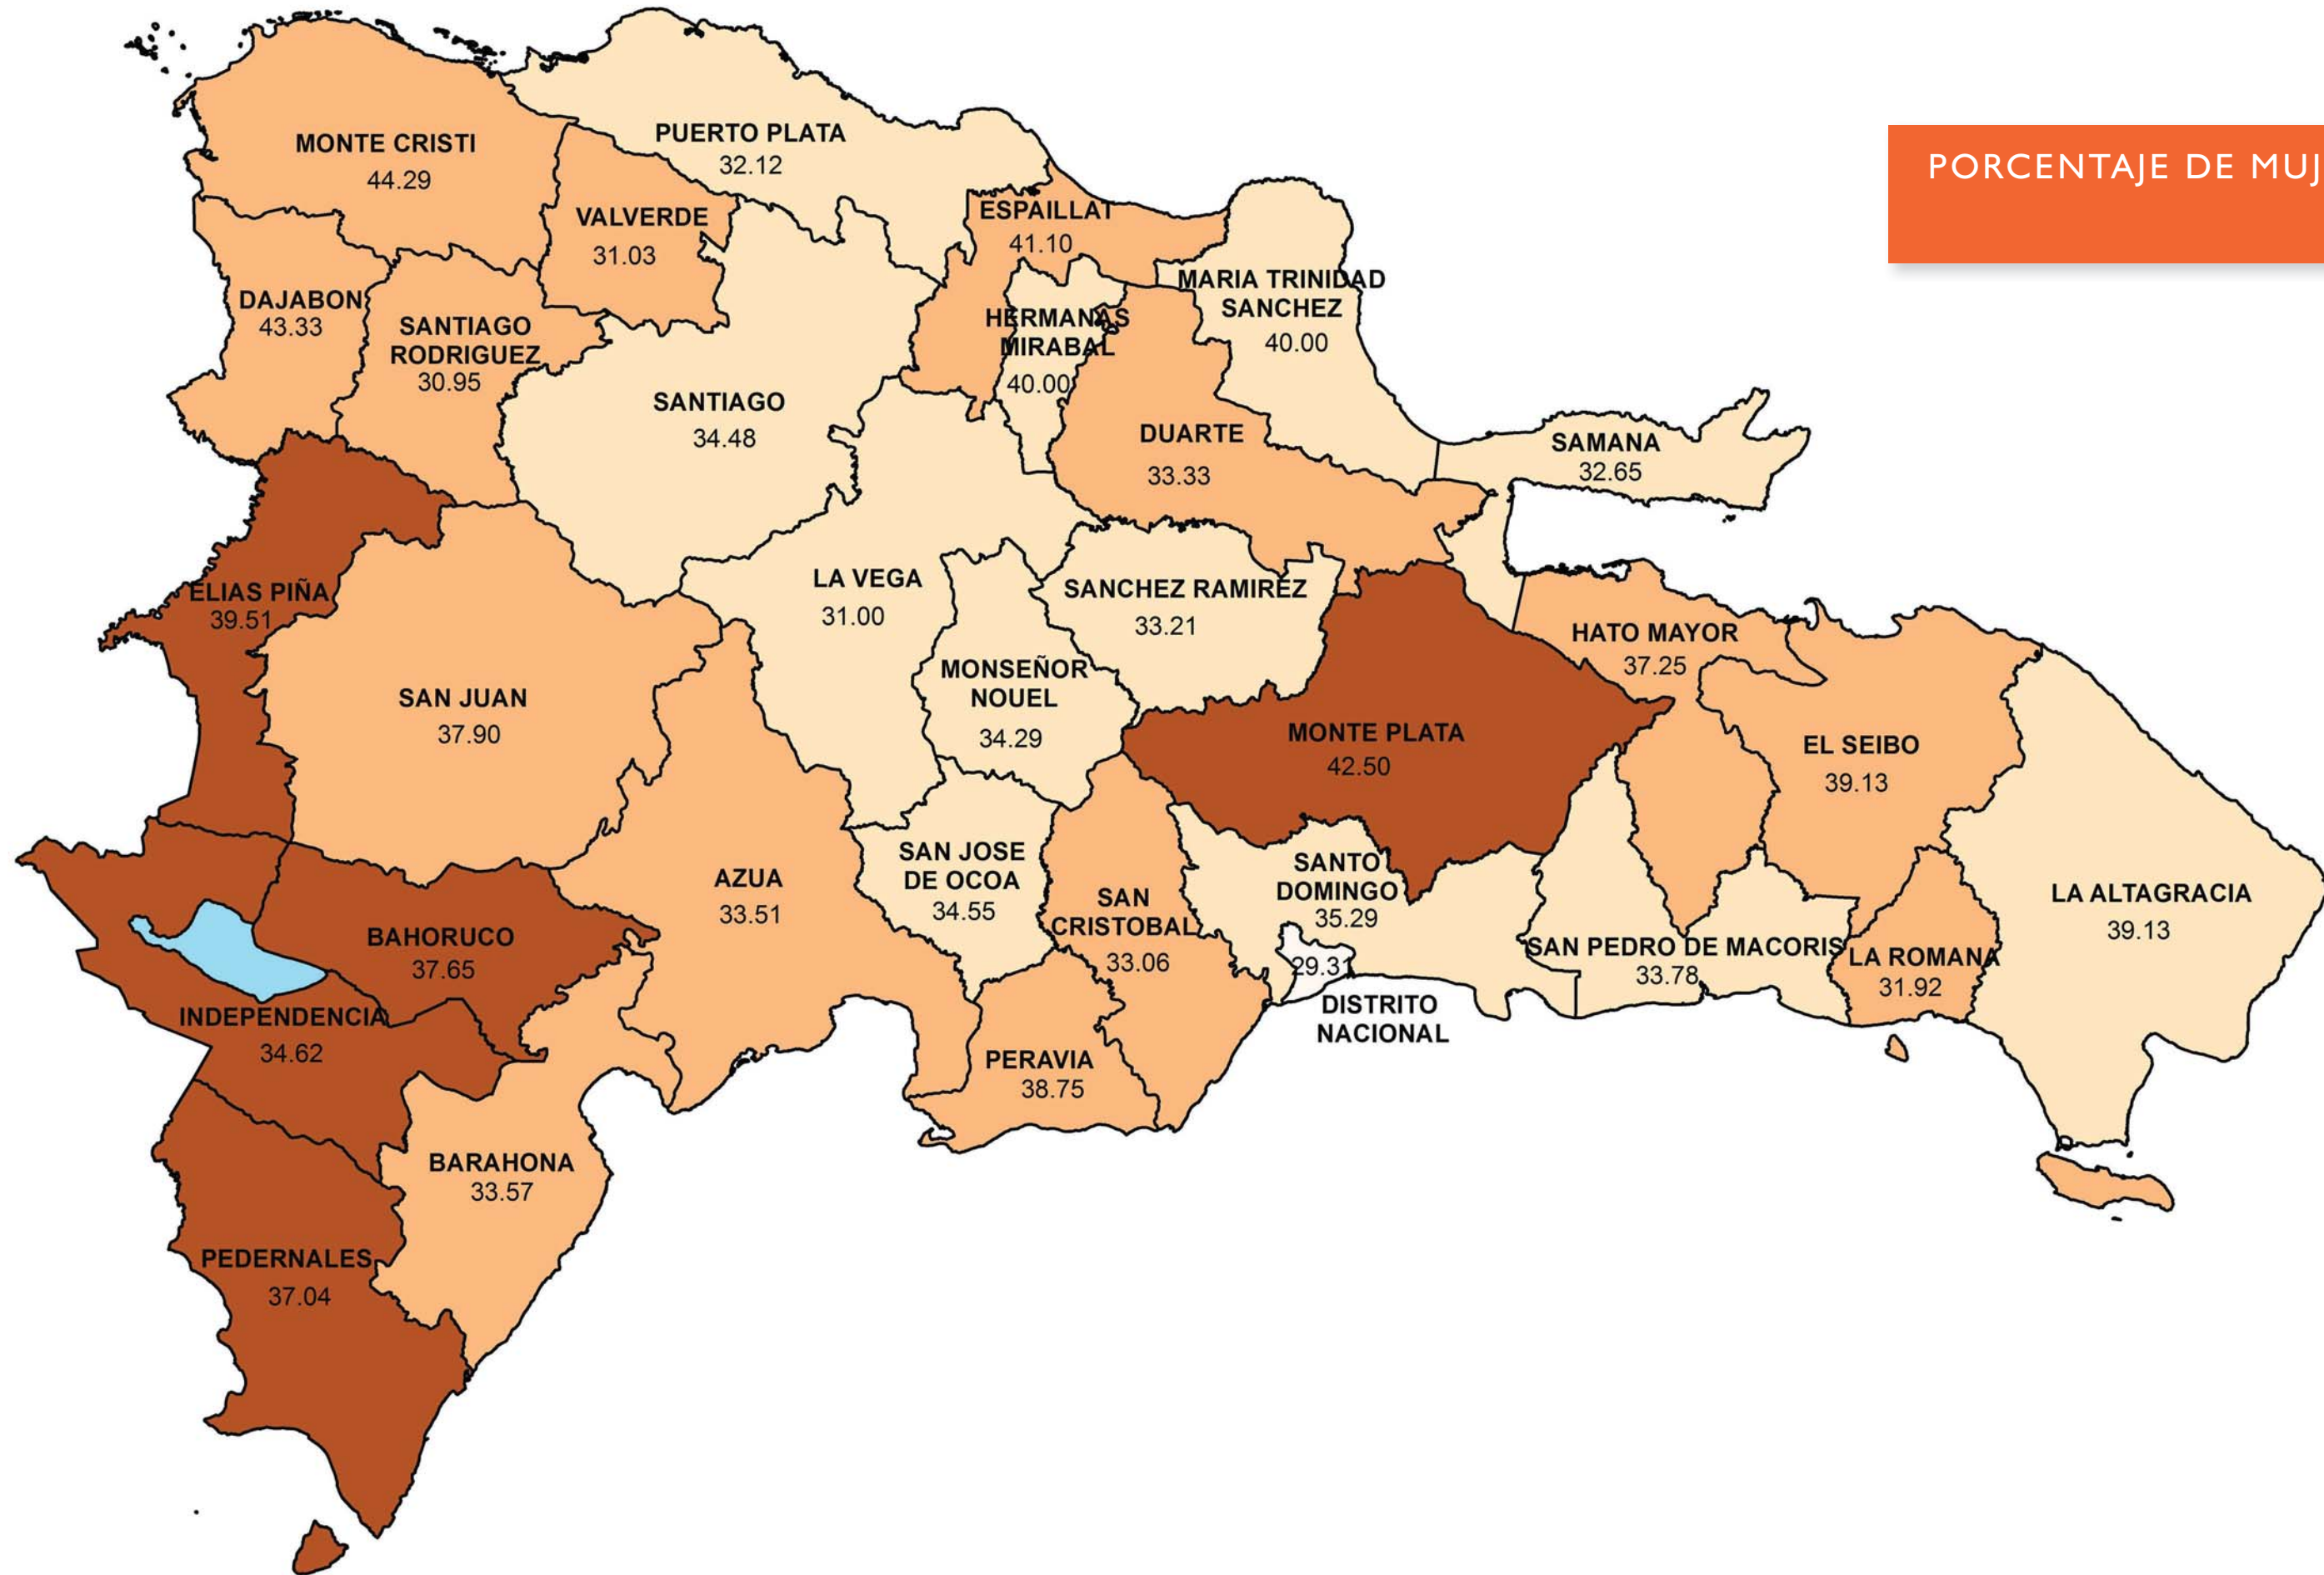 PUERTO PLATA
32.12
MONTE CRISTI
44.29
PORCENTAJE DE MUJ
VALVERDE
31.03
ESPAILLAT
41.10
MARIA TRINIDAD
SANCHEZ
40.00
DAJABON
43.33
SANTIAGO
RODRIGUEZ
30.95
HERMANAS
MIRABAL
40.00
SANTIAGO
34.48
DUARTE
33.33
SAMANA
32.65
ELIAS PIÑA
39.51
LA VEGA
31.00
SANCHEZ RAMIREZ
33.21
HATO MAYOR
37.25
SAN JUAN
37.90
MONSEÑOR
NOUEL
34.29
MONTE PLATA
42.50
EL SEIBO
39.13
AZUA
33.51
SAN JOSE
DE OCOA
34.55
SAN
CRISTOBAL
33.06
SANTO
DOMINGO
35.29
LA ALTAGRACIA
39.13
BAHORUCO
37.65
29.31
SAN PEDRO DE MACORIS
33.78
LA ROMANA
31.92
DISTRITO
NACIONAL
INDEPENDENCIA
34.62
PERAVIA
38.75
BARAHONA
33.57
PEDERNALES
37.04